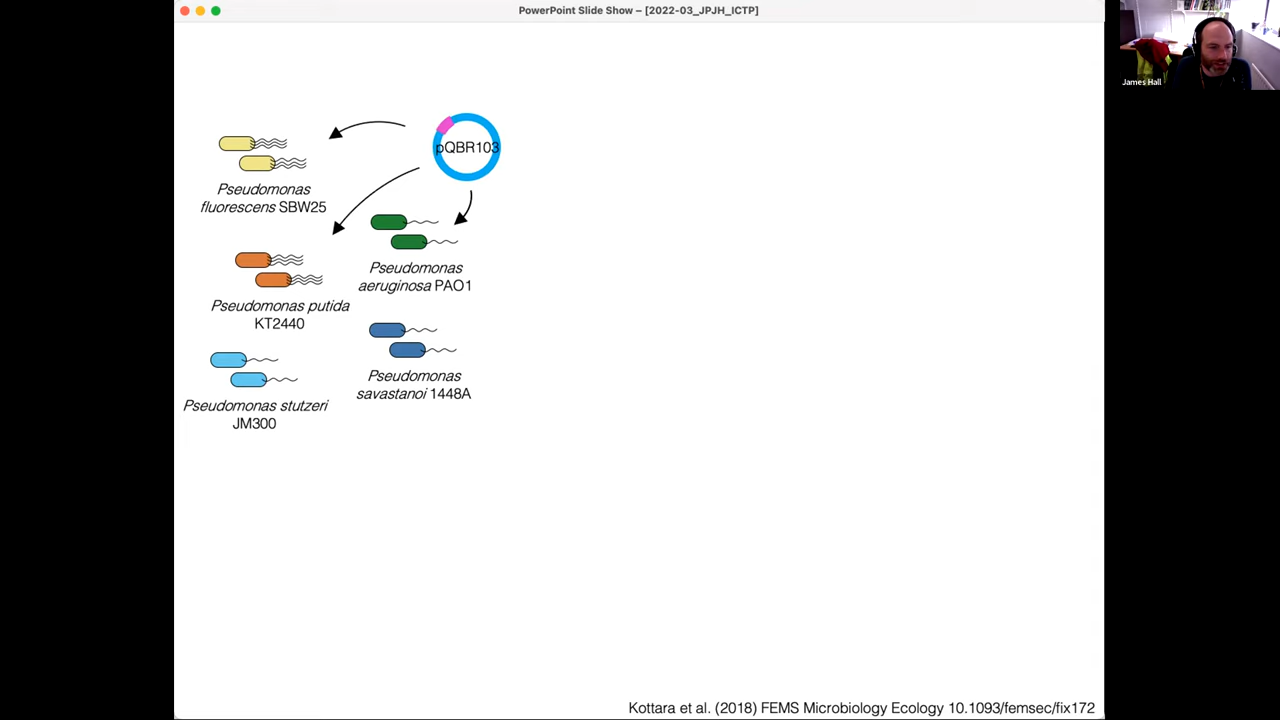 PowerPoint Slide Show – [2022-03_JPJH_ICTP]
James Hall
pQBR103
Pseudomonas
fluorescens SBW25
Pseudomonas
aeruginosa PAO1
Pseudomonas putida
KT2440
Pseudomonas
savastanoi 1448A
Pseudomonas stutzeri
JM300
Kottara et al. (2018) FEMS Microbiology Ecology 10.1093/femsec/fix172